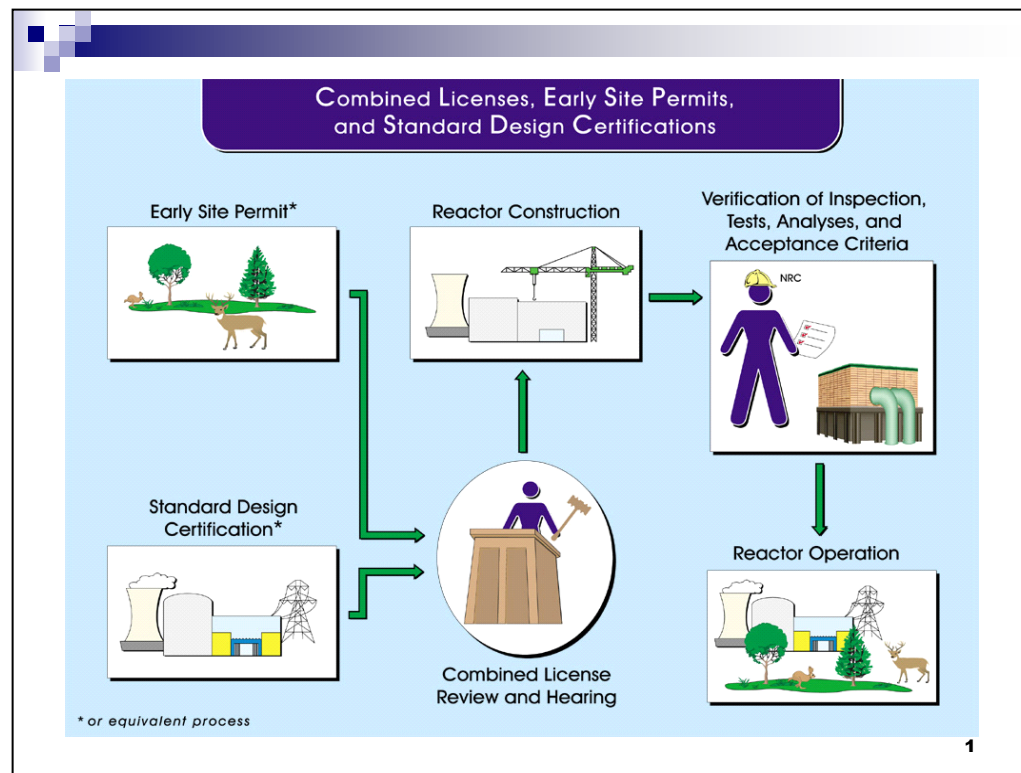 Combined Licenses, Early Site Permits,
and Standard Design Certifications
Early Site Permit*
Reactor Construction
Verification of Inspection,
Tests, Analyses, and
Acceptance Criteria
NRC
Standard Design
Certification*
Combined License
Review and Hearing
Reactor Operation
* or equivalent process
1